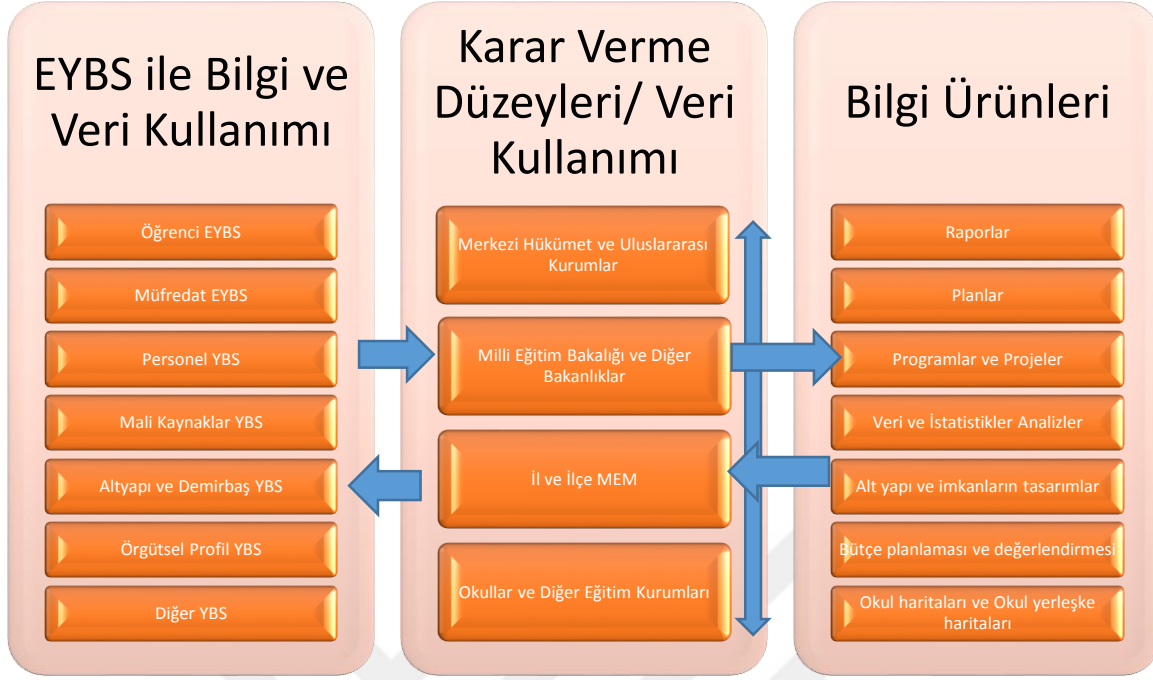 EYBS ile Bilgi ve
Veri Kullanımı
Öğrenci EYBS
Müfredat EYBS
Personel YBS
Mali Kaynaklar YBS
Altyapı ve Demirbaş YBS
Örgütsel Profil YBS
Diğer YBS
Karar Verme
Düzeyleri/ Veri
Kullanımı
Merkezi Hükümet ve Uluslararası
Kurumlar
Milli Eğitim Bakalığı ve Diğer
Bakanlıklar
İl ve İlçe MEM
Okullar ve Diğer Eğitim Kurumları
Bilgi Ürünleri
Raporlar
Planlar
Programlar ve Projeler
Veri ve İstatistikler Analizler
Alt yapı ve imkanların tasarımlar
Bütçe planlaması ve değerlendirmesi
Okul haritaları ve Okul yerleşke
haritaları